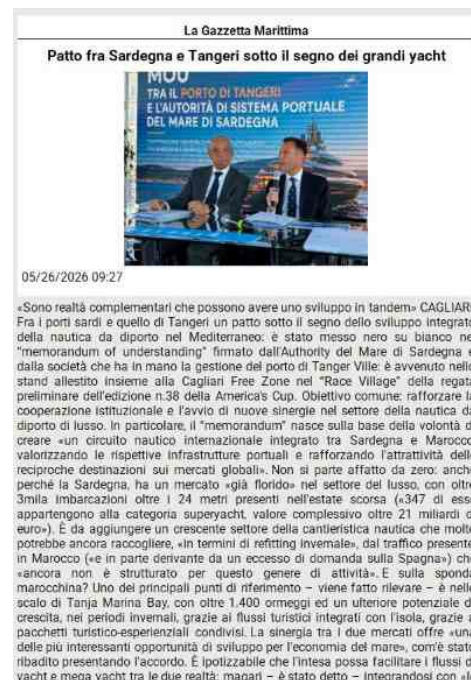 La Gazzetta Marittima
Patto fra Sardegna e Tangeri sotto il segno dei grandi yacht
MOU
TRA IL PORTO DI TANGERI
E L'AUTORITÀ DI SISTEMA PORTUALE
DEL MARE DI SARDEGNA
05/26/2026 09:27
«Sono realtà complementari che possono avere uno sviluppo in tandem» CAGLIARI
Fra i porti sardi e quello di Tangeri un patto sotto il segno dello sviluppo integrato
della nautica da diporto nel Mediterraneo: è stato messo nero su bianco ne
"memorandum of understanding" firmato dall'Authority del Mare di Sardegna e
dalla società che ha in mano la gestione del porto di Tanger Ville: è avvenuto nello
stand allestito insieme alla Cagliari Free Zone nel "Race Village" della regata
preliminare dell'edizione n.38 della America's Cup. Obiettivo comune: rafforzare la
cooperazione istituzionale e l'avvio di nuove sinergie nel settore della nautica da
diporto di lusso. In particolare, il "memorandum" nasce sulla base della volontà d
creare «un circuito nautico internazionale integrato tra Sardegna e Marocco
valorizzando le rispettive infrastrutture portuali e rafforzando l'attrattività delle
reciproche destinazioni sui mercati globali». Non si parte affatto da zero: anche
perché la Sardegna, ha un mercato «già florido» nel settore del lusso, con oltre
3mila imbarcazioni oltre i 24 metri presenti nell'estate scorsa («347 di esse
appartengono alla categoria superyacht, valore complessivo oltre 21 miliardi d
euro»). È da aggiungere un crescente settore della cantieristica nautica che molto
potrebbe ancora raccogliere, «in termini di refitting invernale», dal traffico presente
in Marocco («e in parte derivante da un eccesso di domanda sulla Spagna») che
«ancora non è strutturato per questo genere di attività». E sulla sponda
marocchina? Uno dei principali punti di riferimento – viene fatto rilevare – è nello
scalo di Tanja Marina Bay, con oltre 1.400 ormeggi ed un ulteriore potenziale d
crescita, nei periodi invernali, grazie ai flussi turistici integrati con l'isola, grazie a
pacchetti turistico-esperienziali condivisi. La sinergia tra i due mercati offre «una
delle più interessanti opportunità di sviluppo per l'economia del mare», com'è stato
ribadito presentando l'accordo. È ipotizzabile che l'intesa possa facilitare i flussi d
yacht e mega yacht tra le due realtà: magari – è stato detto – integrandosi con «le